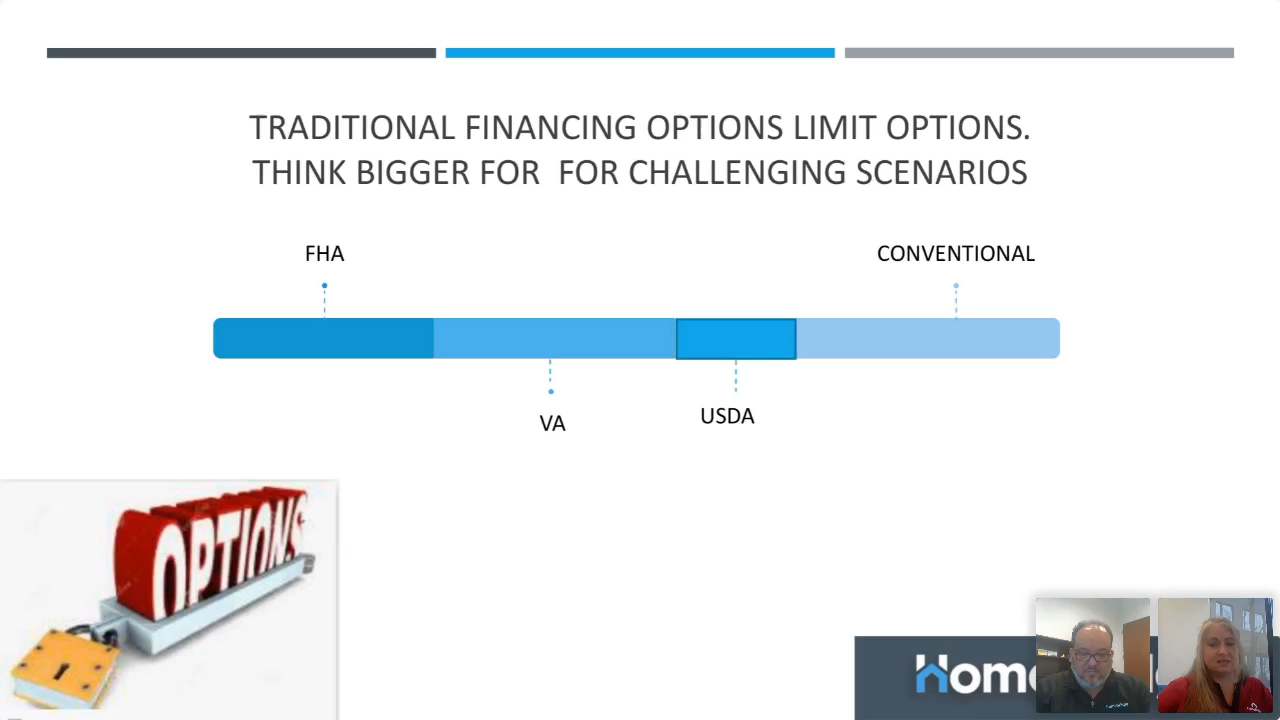 TRADITIONAL FINANCING OPTIONS LIMIT OPTIONS.
THINK BIGGER FOR  FOR CHALLENGING SCENARIOS
FHA
CONVENTIONAL
VA
USDA
OPTIONS